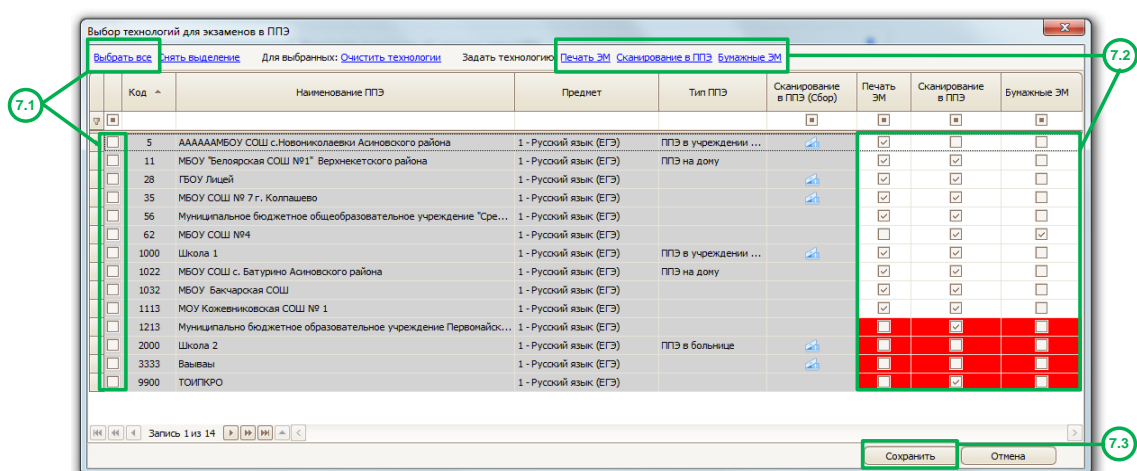 Выбор технологий для экзаменов в ППЭ
Выбрать все Снять выделение Для выбранных: Очистить технологии Задать технологию: Печать ЭМ Сканирование в ППЭ Бумажные ЭМ
7.2
7.1
Код Наименование ППЭ Предмет Тип ППЭ Сканирование в ППЭ (Сбор) Печать ЭМ Сканирование в ППЭ Бумажные ЭМ
5 ААААААМБОУ СОШ с.Новониколаевки Асиновского района 1 - Русский язык (ЕГЭ) ППЭ в учреждении ...
11 МБОУ "Белоярская СОШ №1" Верхнекетского района 1 - Русский язык (ЕГЭ) ППЭ на дому
28 ГБОУ Лицей 1 - Русский язык (ЕГЭ)
35 МБОУ СОШ № 7 г. Колпашево 1 - Русский язык (ЕГЭ)
56 Муниципальное бюджетное общеобразовательное учреждение "Сре... 1 - Русский язык (ЕГЭ)
62 МБОУ СОШ №4 1 - Русский язык (ЕГЭ)
1000 Школа 1 1 - Русский язык (ЕГЭ) ППЭ в учреждении ...
1022 МБОУ СОШ с. Батурино Асиновского района 1 - Русский язык (ЕГЭ) ППЭ на дому
1032 МБОУ Бакчарская СОШ 1 - Русский язык (ЕГЭ)
1113 МОУ Кожевниковская СОШ № 1 1 - Русский язык (ЕГЭ)
1213 Муниципально бюджетное образовательное учреждение Первомайск... 1 - Русский язык (ЕГЭ)
2000 Школа 2 1 - Русский язык (ЕГЭ) ППЭ в больнице
3333 Ваываы 1 - Русский язык (ЕГЭ)
9900 ТОИПКРО 1 - Русский язык (ЕГЭ)
Запись 1 из 14
7.3
Сохранить Отмена